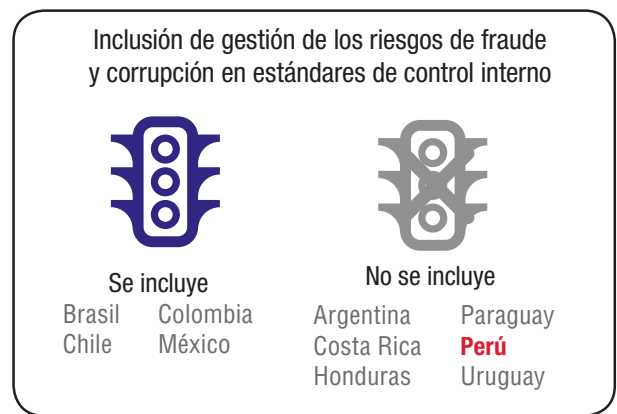 Inclusión de gestión de los riesgos de fraude
y corrupción en estándares de control interno
Se incluye
Brasil Colombia
Chile México
No se incluye
Argentina Paraguay
Costa Rica Perú
Honduras Uruguay